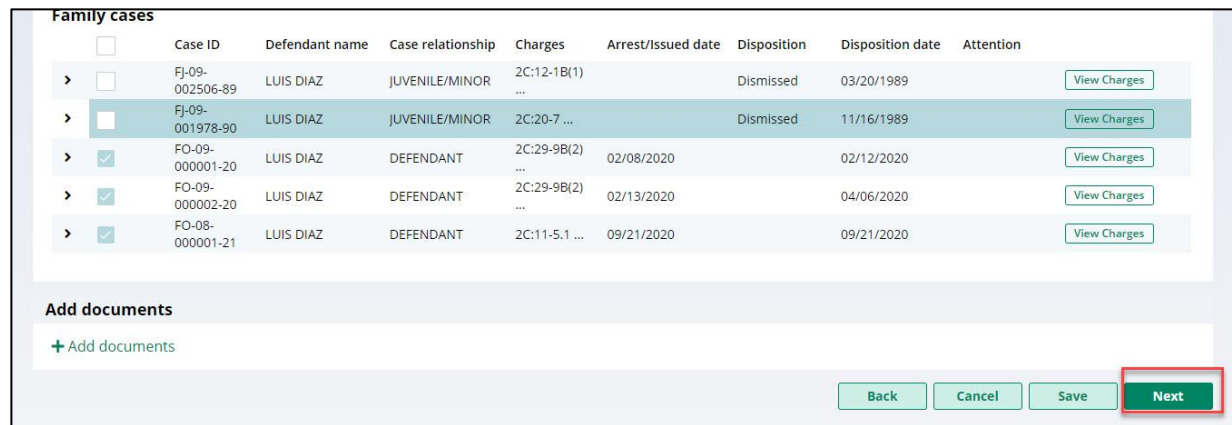 Family cases
Case ID Defendant name Case relationship Charges Arrest/Issued date Disposition Disposition date Attention
FJ-09-
002506-89 LUIS DIAZ JUVENILE/MINOR 2C:12-1B(1)
... Dismissed 03/20/1989 View Charges
FJ-09-
001978-90 LUIS DIAZ JUVENILE/MINOR 2C:20-7 ... Dismissed 11/16/1989 View Charges
FO-09-
000001-20 LUIS DIAZ DEFENDANT 2C:29-9B(2)
... 02/08/2020 02/12/2020 View Charges
FO-09-
000002-20 LUIS DIAZ DEFENDANT 2C:29-9B(2)
... 02/13/2020 04/06/2020 View Charges
FO-08-
000001-21 LUIS DIAZ DEFENDANT 2C:11-5.1 ... 09/21/2020 09/21/2020 View Charges
Add documents
+ Add documents
Back Cancel Save Next